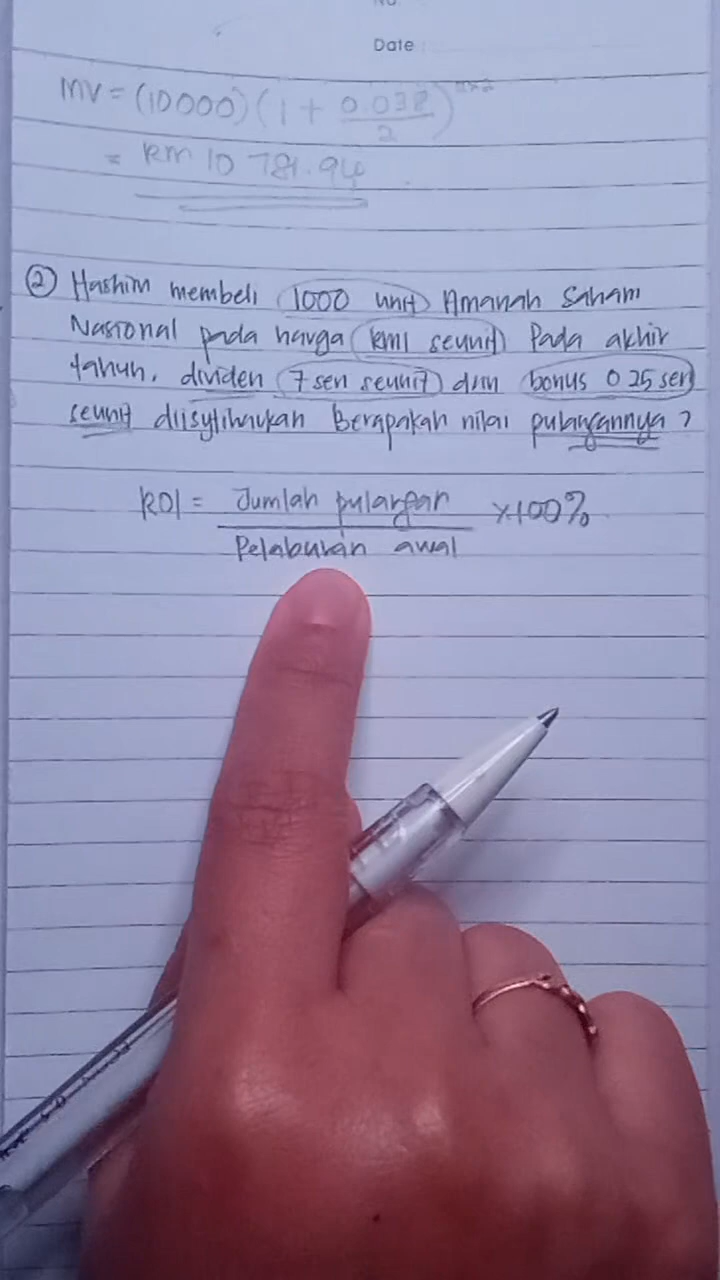 No
Date
MV = (10000)(1 + 0.032/2)
= RM 10 781.94
② Hashim membeli 1000 unit Amanah Saham
Nasional pada harga RM1 seunit Pada akhir
tahun, dividen 7 sen seunit dan bonus 0.25 sen
seunit diisytiharkan Berapakah nilai pulangannya?
ROI = Jumlah pulangan / Pelaburan awal × 100%